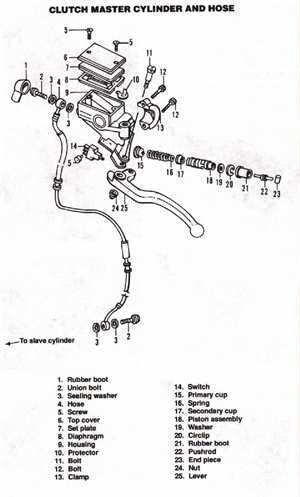 CLUTCH MASTER CYLINDER AND HOSE
5
5
1
2
3
4
6
7
8
9
3
10
11
12
12
13
14
5
15
16
17
18
19
20
21
22
23
24 25
To slave cylinder
3
3
2
1. Rubber boot
2. Union bolt
3. Sealing washer
4. Hose
5. Screw
6. Top cover
7. Set plate
8. Diaphragm
9. Housing
10. Protector
11. Bolt
12. Bolt
13. Clamp
14. Switch
15. Primary cup
16. Spring
17. Secondary cup
18. Piston assembly
19. Washer
20. Circlip
21. Rubber boot
22. Pushrod
23. End piece
24. Nut
25. Lever